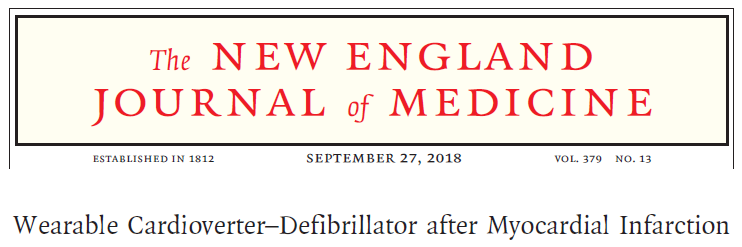 The NEW ENGLAND
JOURNAL of MEDICINE
ESTABLISHED IN 1812 SEPTEMBER 27, 2018 VOL. 379 NO. 13
Wearable Cardioverter–Defibrillator after Myocardial Infarction